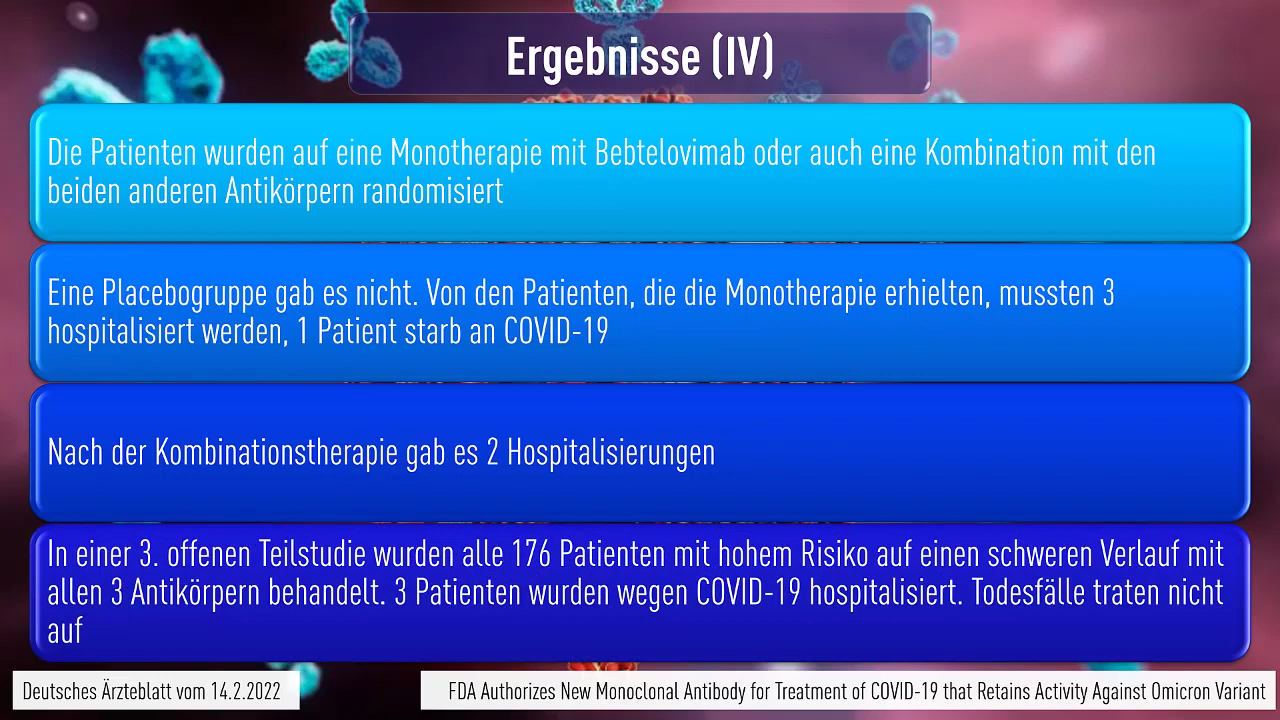 Ergebnisse (IV)
Die Patienten wurden auf eine Monotherapie mit Bebtelovimab oder auch eine Kombination mit den
beiden anderen Antikörpern randomisiert
Eine Placebogruppe gab es nicht. Von den Patienten, die die Monotherapie erhielten, mussten 3
hospitalisiert werden, 1 Patient starb an COVID-19
Nach der Kombinationstherapie gab es 2 Hospitalisierungen
In einer 3. offenen Teilstudie wurden alle 176 Patienten mit hohem Risiko auf einen schweren Verlauf mit
allen 3 Antikörpern behandelt. 3 Patienten wurden wegen COVID-19 hospitalisiert. Todesfälle traten nicht
auf
Deutsches Ärzteblatt vom 14.2.2022
FDA Authorizes New Monoclonal Antibody for Treatment of COVID-19 that Retains Activity Against Omicron Variant